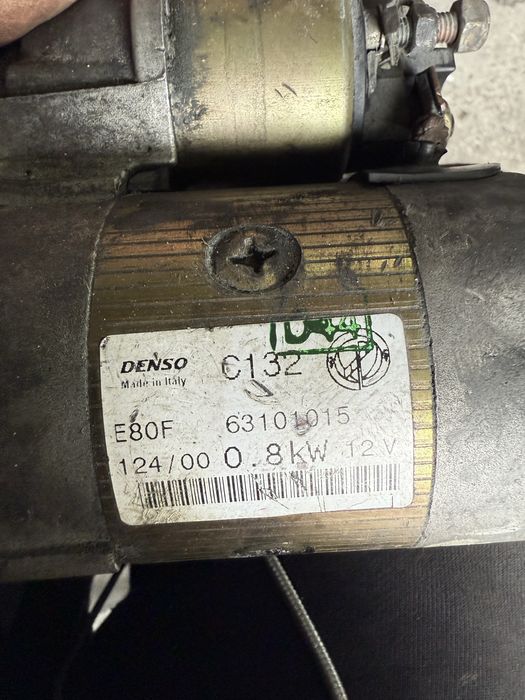 DENSO C132
Made in Italy
E80F 63101015
124/00 0.8kW 12V